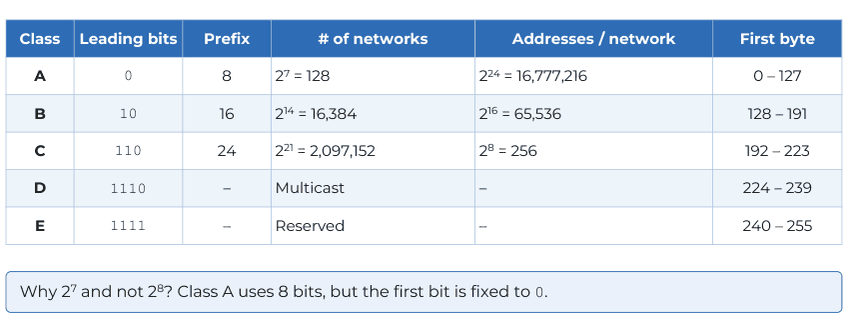 Class Leading bits Prefix # of networks Addresses / network First byte
A 0 8 2⁷ = 128 2²⁴ = 16,777,216 0 – 127
B 10 16 2¹⁴ = 16,384 2¹⁶ = 65,536 128 – 191
C 110 24 2²¹ = 2,097,152 2⁸ = 256 192 – 223
D 1110 – Multicast – 224 – 239
E 1111 – Reserved – 240 – 255
Why 2⁷ and not 2⁸? Class A uses 8 bits, but the first bit is fixed to 0.